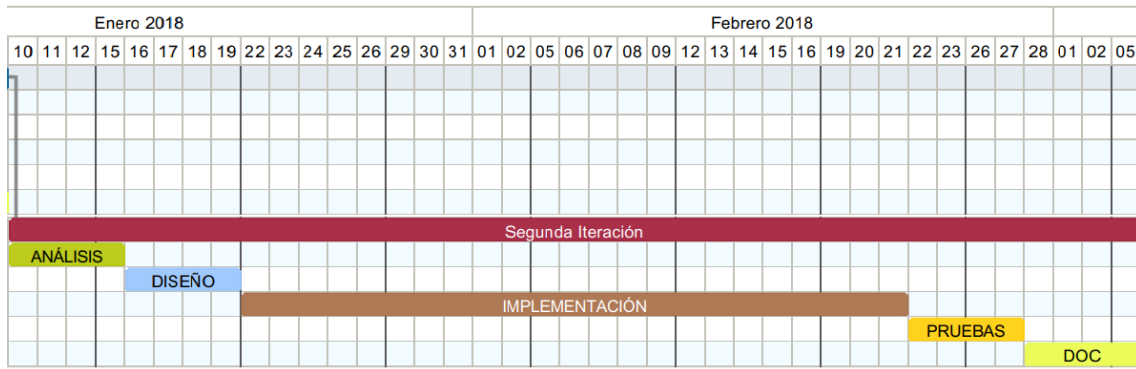 Enero 2018 Febrero 2018
10 11 12 15 16 17 18 19 22 23 24 25 26 29 30 31 01 02 05 06 07 08 09 12 13 14 15 16 19 20 21 22 23 26 27 28 01 02 05
Segunda Iteración
ANÁLISIS
DISEÑO
IMPLEMENTACIÓN
PRUEBAS
DOC